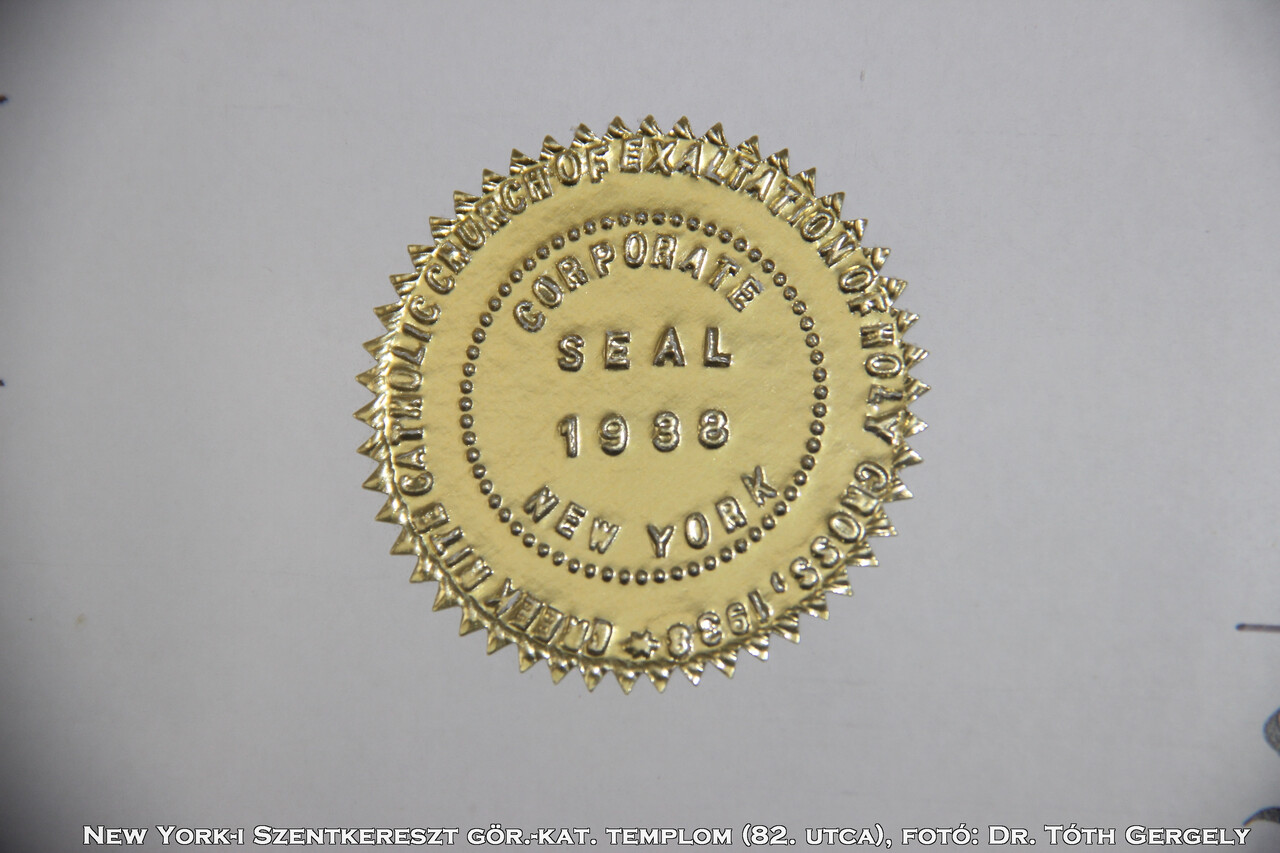 GREEK RITE CATHOLIC CHURCH OF EXALTATION OF HOLY CROSS, 1938
CORPORATE
SEAL
1938
NEW YORK
New York-i Szentkereszt gör.-kat. templom (82. utca), fotó: Dr. Tóth Gergely